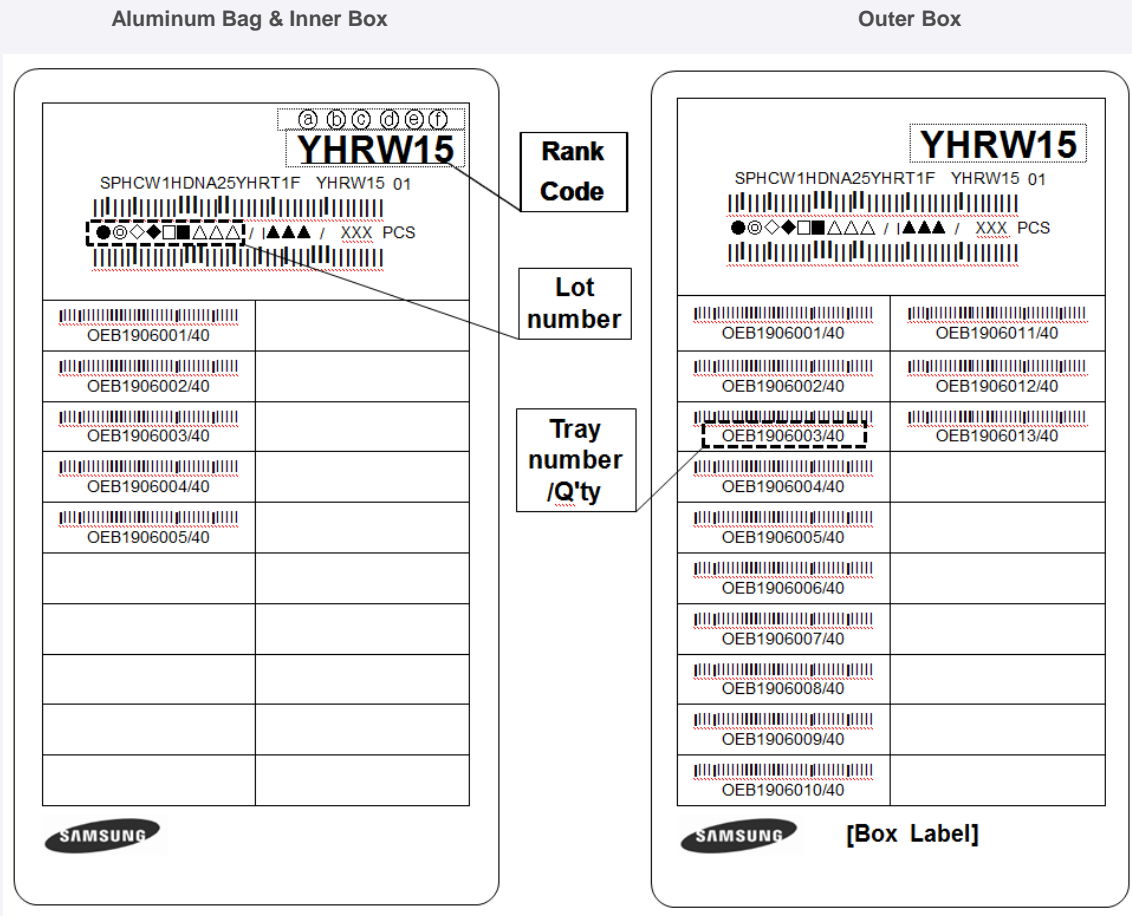 Aluminum Bag & Inner Box
ⓐ ⓑ ⓒ ⓓ ⓔ ⓕ
YHRW15
SPHCW1HDNA25YHRT1F YHRW15 01
●◎◇◆□■△△△ / I▲▲▲ / XXX PCS
OEB1906001/40
OEB1906002/40
OEB1906003/40
OEB1906004/40
OEB1906005/40
SAMSUNG
Rank
Code
Lot
number
Tray
number
/Q'ty
Outer Box
YHRW15
SPHCW1HDNA25YHRT1F YHRW15 01
●◎◇◆□■△△△ / I▲▲▲ / XXX PCS
OEB1906001/40 OEB1906011/40
OEB1906002/40 OEB1906012/40
OEB1906003/40 OEB1906013/40
OEB1906004/40
OEB1906005/40
OEB1906006/40
OEB1906007/40
OEB1906008/40
OEB1906009/40
OEB1906010/40
SAMSUNG [Box Label]